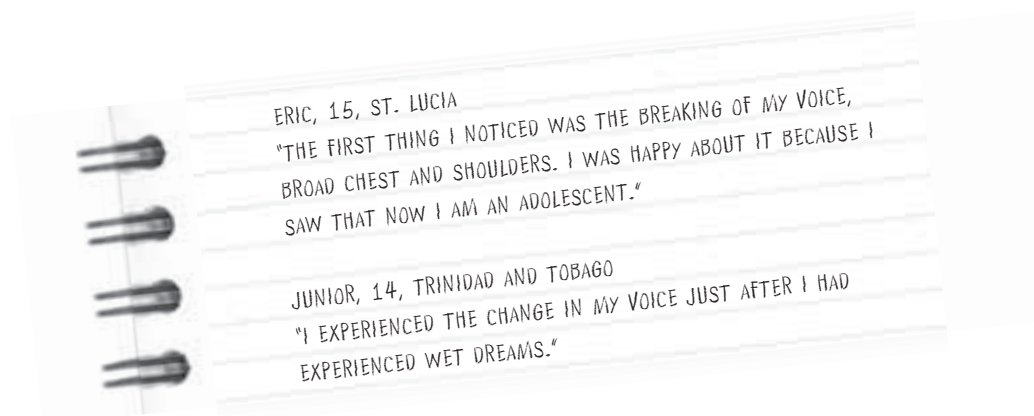 ERIC, 15, ST. LUCIA
"THE FIRST THING I NOTICED WAS THE BREAKING OF MY VOICE,
BROAD CHEST AND SHOULDERS. I WAS HAPPY ABOUT IT BECAUSE I
SAW THAT NOW I AM AN ADOLESCENT."
JUNIOR, 14, TRINIDAD AND TOBAGO
"I EXPERIENCED THE CHANGE IN MY VOICE JUST AFTER I HAD
EXPERIENCED WET DREAMS."